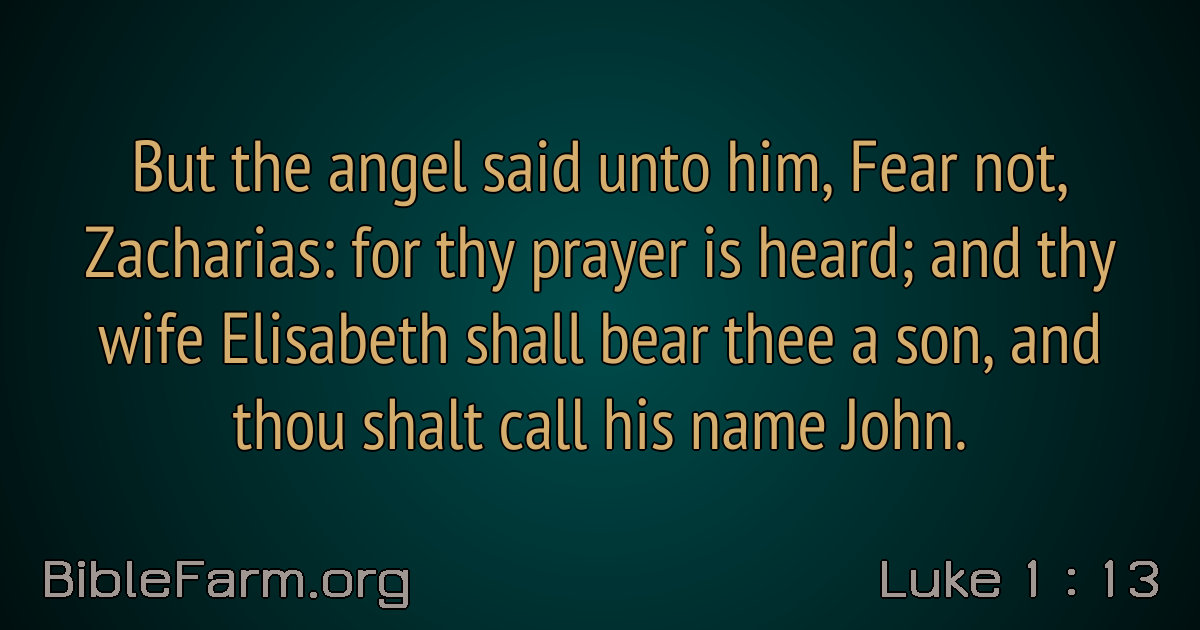 But the angel said unto him, Fear not,
Zacharias: for thy prayer is heard; and thy
wife Elisabeth shall bear thee a son, and
thou shalt call his name John.
BibleFarm.org
Luke 1 : 13